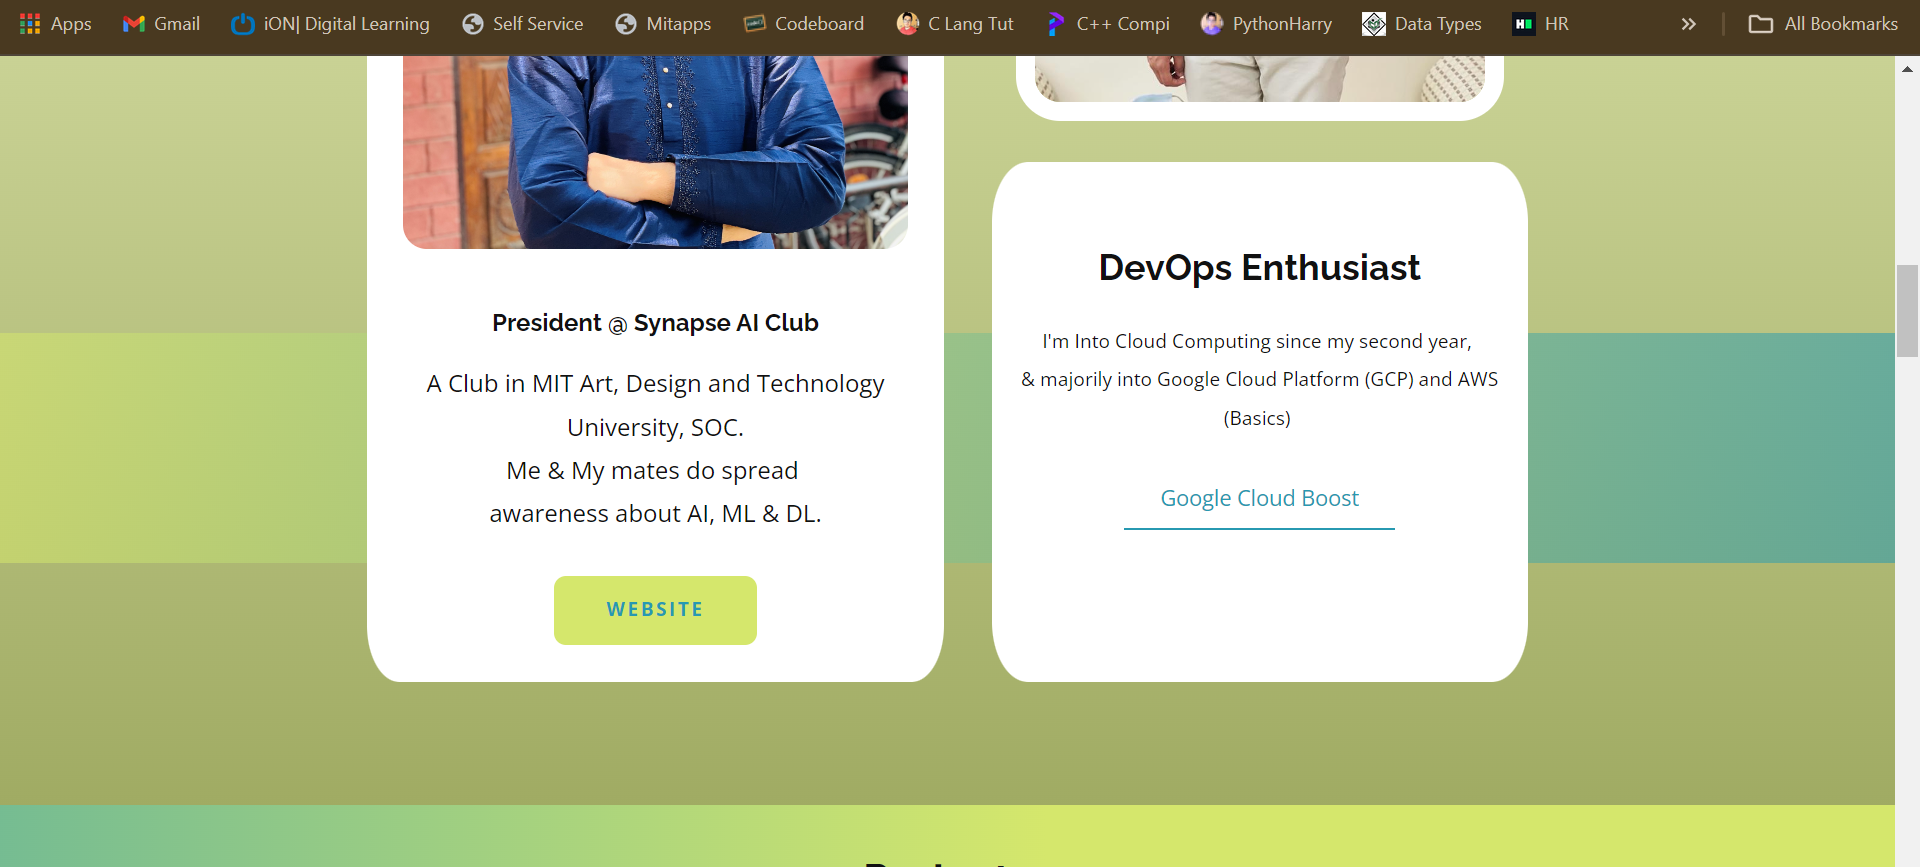 Apps Gmail iON| Digital Learning Self Service Mitapps Codeboard C Lang Tut C++ Compi PythonHarry Data Types HR » All Bookmarks
President @ Synapse AI Club
A Club in MIT Art, Design and Technology
University, SOC.
Me & My mates do spread
awareness about AI, ML & DL.
WEBSITE
DevOps Enthusiast
I'm Into Cloud Computing since my second year,
& majorily into Google Cloud Platform (GCP) and AWS
(Basics)
Google Cloud Boost